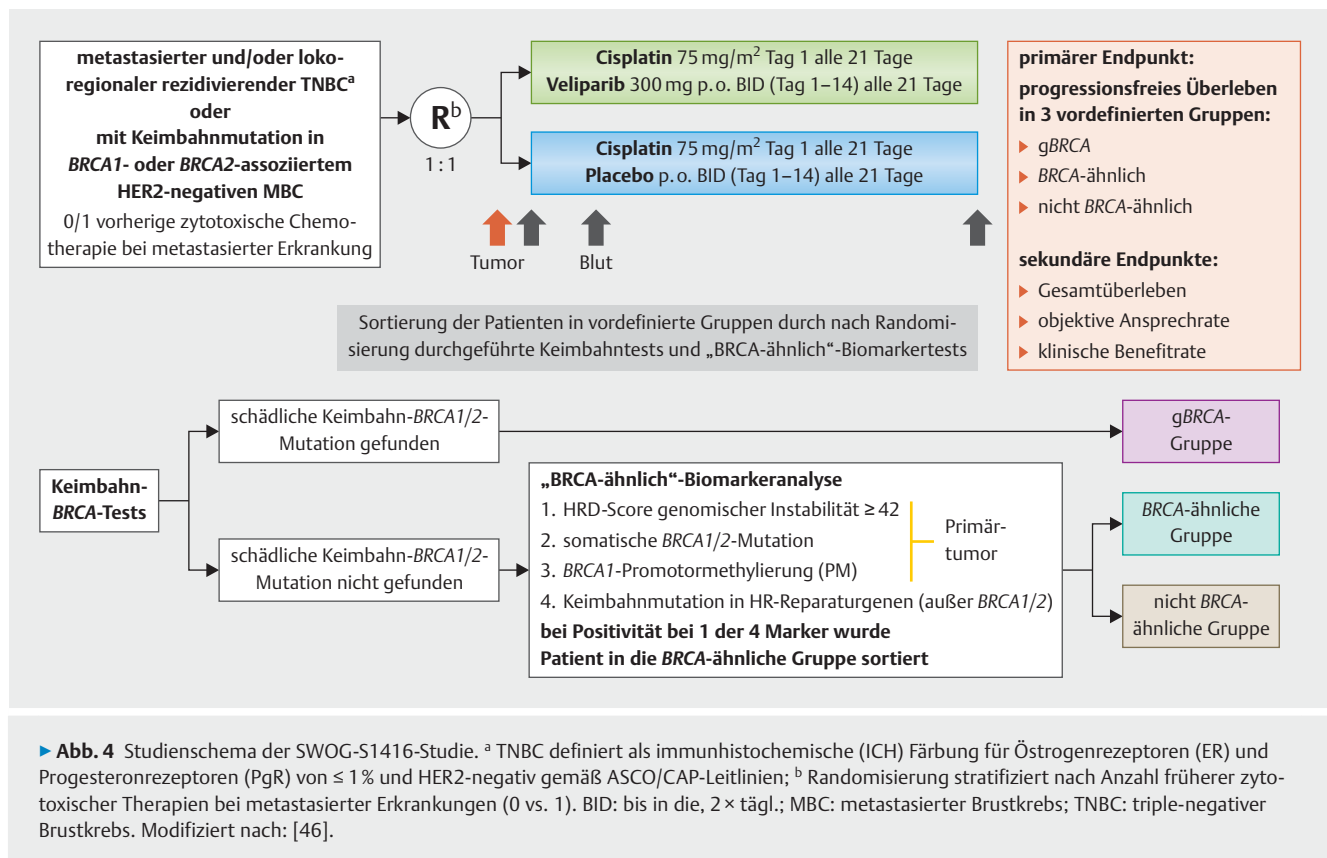 metastasierter und/oder loko-
regionaler rezidivierender TNBCᵃ
oder
mit Keimbahnmutation in
BRCA1- oder BRCA2-assoziiertem
HER2-negativen MBC
0/1 vorherige zytotoxische Chemo-
therapie bei metastasierter Erkrankung
Rᵇ
1 : 1
Cisplatin 75 mg/m² Tag 1 alle 21 Tage
Veliparib 300 mg p. o. BID (Tag 1–14) alle 21 Tage
Cisplatin 75 mg/m² Tag 1 alle 21 Tage
Placebo p. o. BID (Tag 1–14) alle 21 Tage
Tumor
Blut
primärer Endpunkt:
progressionsfreies Überleben
in 3 vordefinierten Gruppen:
gBRCA
BRCA-ähnlich
nicht BRCA-ähnlich
sekundäre Endpunkte:
Gesamtüberleben
objektive Ansprechrate
klinische Benefitrate
Sortierung der Patienten in vordefinierte Gruppen durch nach Randomi-
sierung durchgeführte Keimbahntests und „BRCA-ähnlich“-Biomarkertests
Keimbahn-
BRCA-Tests
schädliche Keimbahn-BRCA1/2-
Mutation gefunden
schädliche Keimbahn-BRCA1/2-
Mutation nicht gefunden
„BRCA-ähnlich“-Biomarkeranalyse
1. HRD-Score genomischer Instabilität ≥ 42
2. somatische BRCA1/2-Mutation
3. BRCA1-Promotormethylierung (PM)
4. Keimbahnmutation in HR-Reparaturgenen (außer BRCA1/2)
bei Positivität bei 1 der 4 Marker wurde
Patient in die BRCA-ähnliche Gruppe sortiert
Primär-
tumor
gBRCA-
Gruppe
BRCA-ähnliche
Gruppe
nicht BRCA-
ähnliche Gruppe
▶ Abb. 4 Studienschema der SWOG-S1416-Studie. ᵃ TNBC definiert als immunhistochemische (ICH) Färbung für Östrogenrezeptoren (ER) und
Progesteronrezeptoren (PgR) von ≤ 1 % und HER2-negativ gemäß ASCO/CAP-Leitlinien; ᵇ Randomisierung stratifiziert nach Anzahl früherer zyto-
toxischer Therapien bei metastasierter Erkrankungen (0 vs. 1). BID: bis in die, 2 × tägl.; MBC: metastasierter Brustkrebs; TNBC: triple-negativer
Brustkrebs. Modifiziert nach: [46].